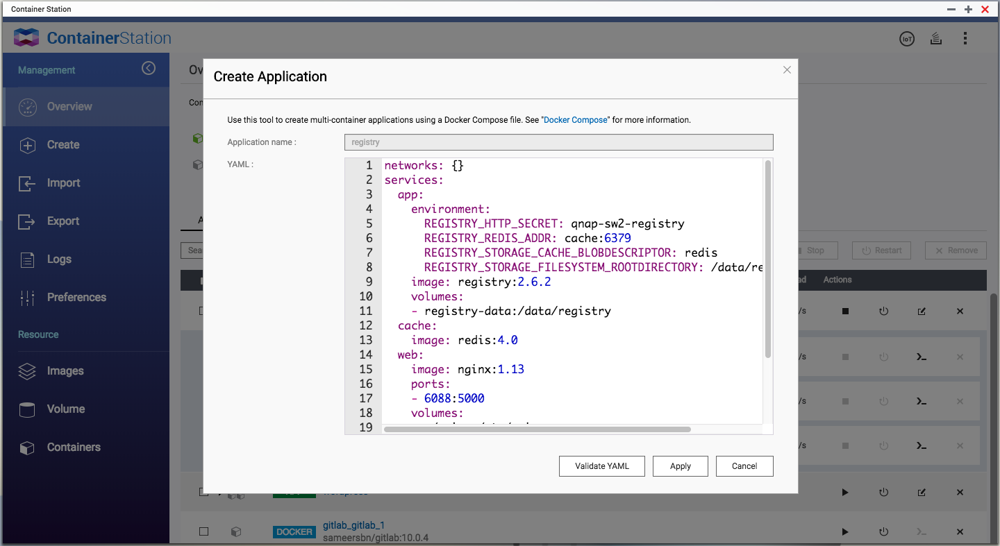 Container Station
ContainerStation
IoT
Management
Overview
Create
Import
Export
Logs
Preferences
Resource
Images
Volume
Containers
Create Application
Use this tool to create multi-container applications using a Docker Compose file. See "Docker Compose" for more information.
Application name :
registry
YAML :
1 networks: {}
2 services:
3 app:
4 environment:
5 REGISTRY_HTTP_SECRET: qnap-sw2-registry
6 REGISTRY_REDIS_ADDR: cache:6379
7 REGISTRY_STORAGE_CACHE_BLOBDESCRIPTOR: redis
8 REGISTRY_STORAGE_FILESYSTEM_ROOTDIRECTORY: /data/re
9 image: registry:2.6.2
10 volumes:
11 - registry-data:/data/registry
12 cache:
13 image: redis:4.0
14 web:
15 image: nginx:1.13
16 ports:
17 - 6088:5000
18 volumes:
19
Validate YAML
Apply
Cancel
Stop
Restart
Remove
Actions
/s
/s
/s
/s
wordpress
DOCKER
gitlab_gitlab_1
sameersbn/gitlab:10.0.4